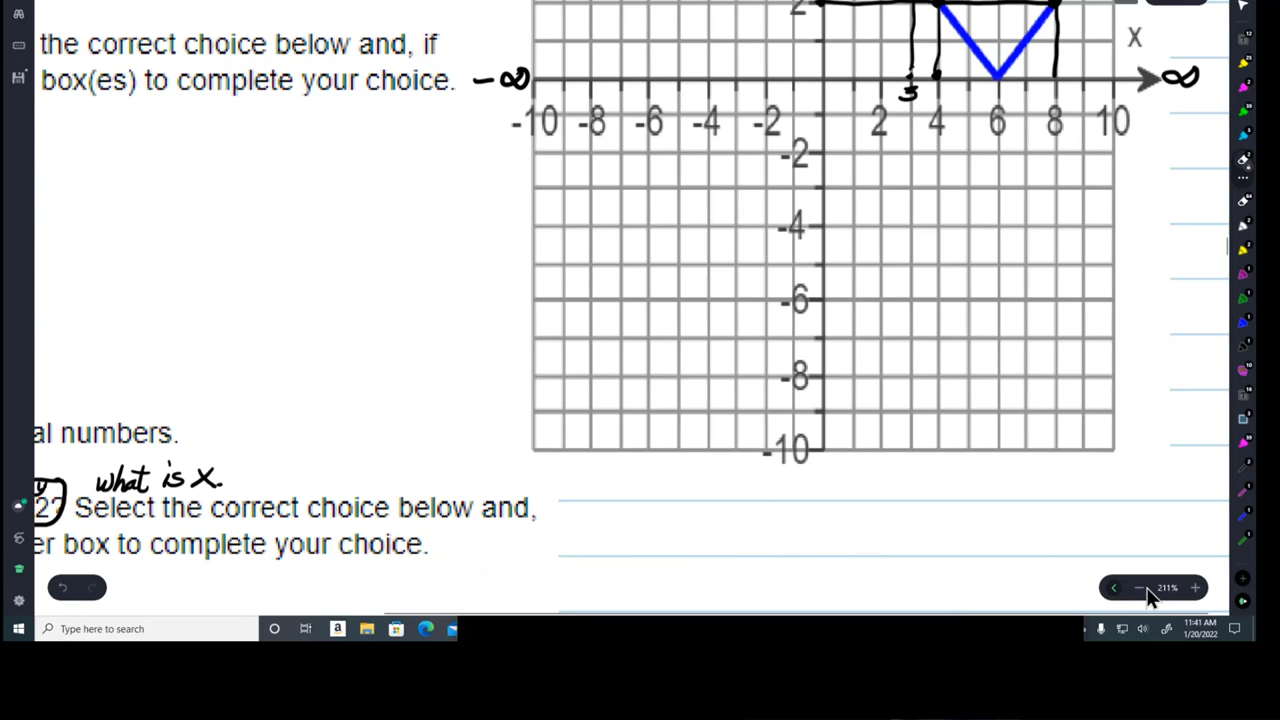 2
the correct choice below and, if
X
box(es) to complete your choice.
-∞
∞
3
-10 -8 -6 -4 -2 2 4 6 8 10
-2
-4
-6
-8
-10
al numbers.
what is x.
2? Select the correct choice below and,
er box to complete your choice.
211%
Type here to search
11:41 AM
1/20/2022